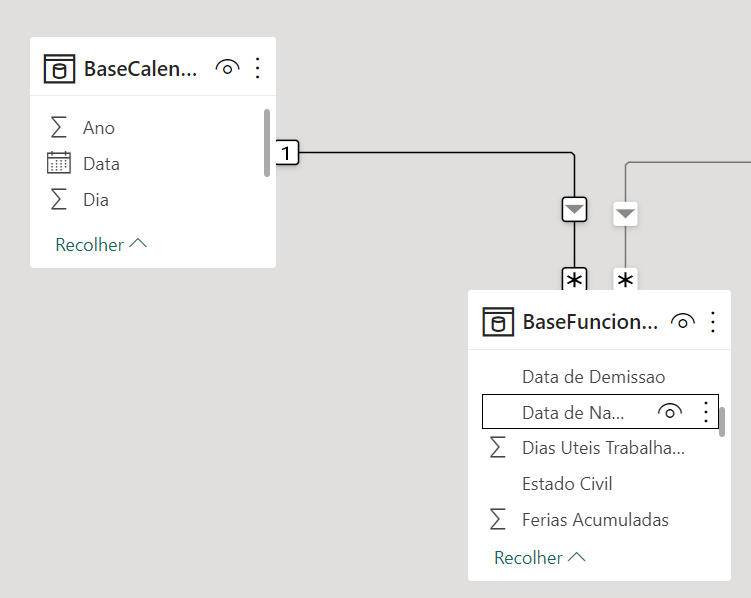 BaseCalen...
Ano
Data
Dia
Recolher
1
*
*
BaseFuncion...
Data de Demissao
Data de Na...
Dias Uteis Trabalha...
Estado Civil
Ferias Acumuladas
Recolher